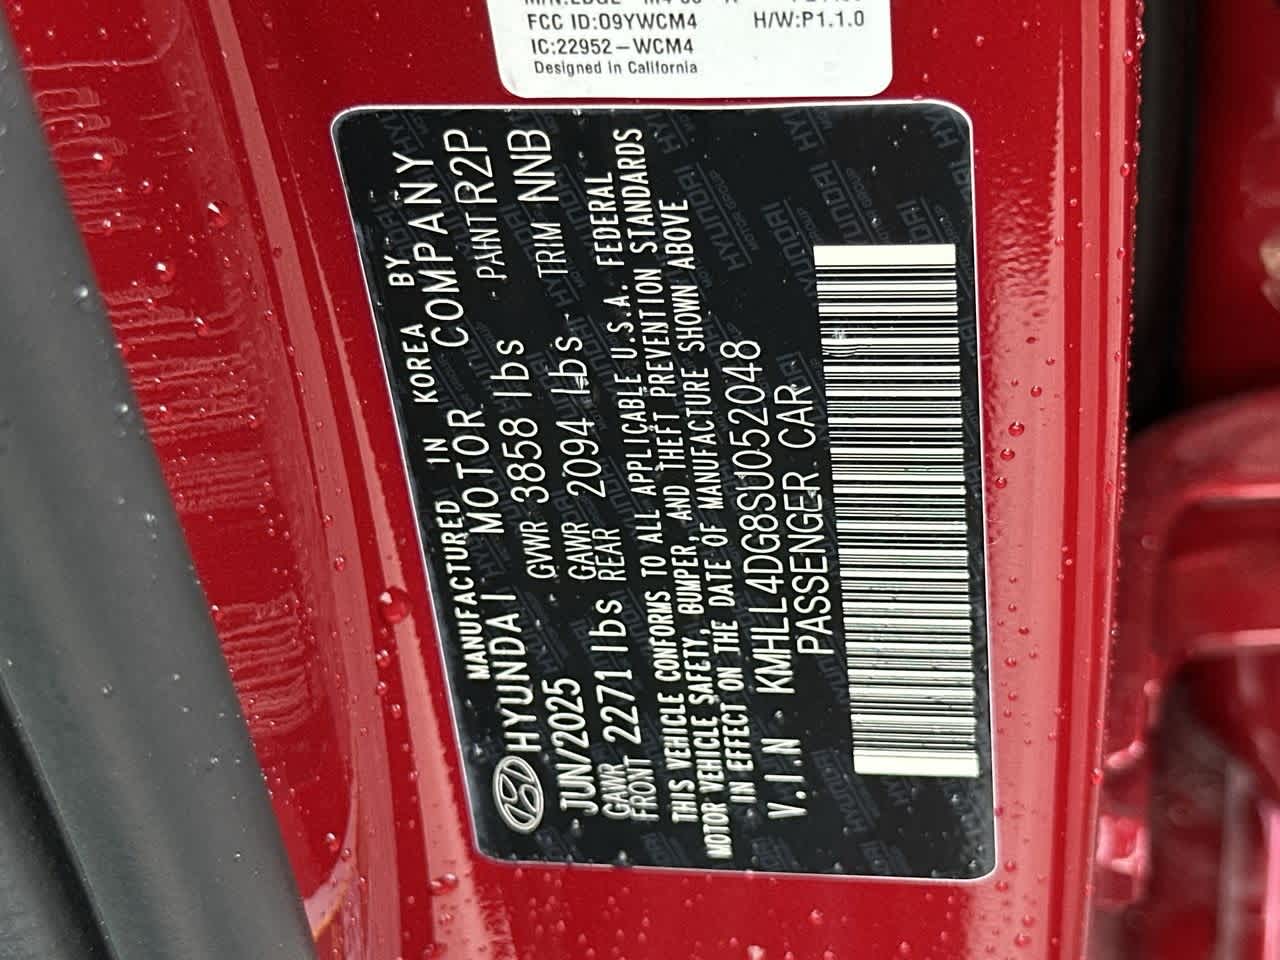 FCC ID:O9YWCM4
H/W:P1.1.0
IC:22952-WCM4
Designed in California
MANUFACTURED IN KOREA BY
HYUNDAI MOTOR COMPANY
JUN/2025 GVWR 3858 lbs PAINT R2P
GAWR FRONT 2271 lbs GAWR REAR 2094 lbs TRIM NNB
THIS VEHICLE CONFORMS TO ALL APPLICABLE U.S.A. FEDERAL
MOTOR VEHICLE SAFETY, BUMPER, AND THEFT PREVENTION STANDARDS
IN EFFECT ON THE DATE OF MANUFACTURE SHOWN ABOVE
V.I.N KMHLL4DG8SU052048
PASSENGER CAR